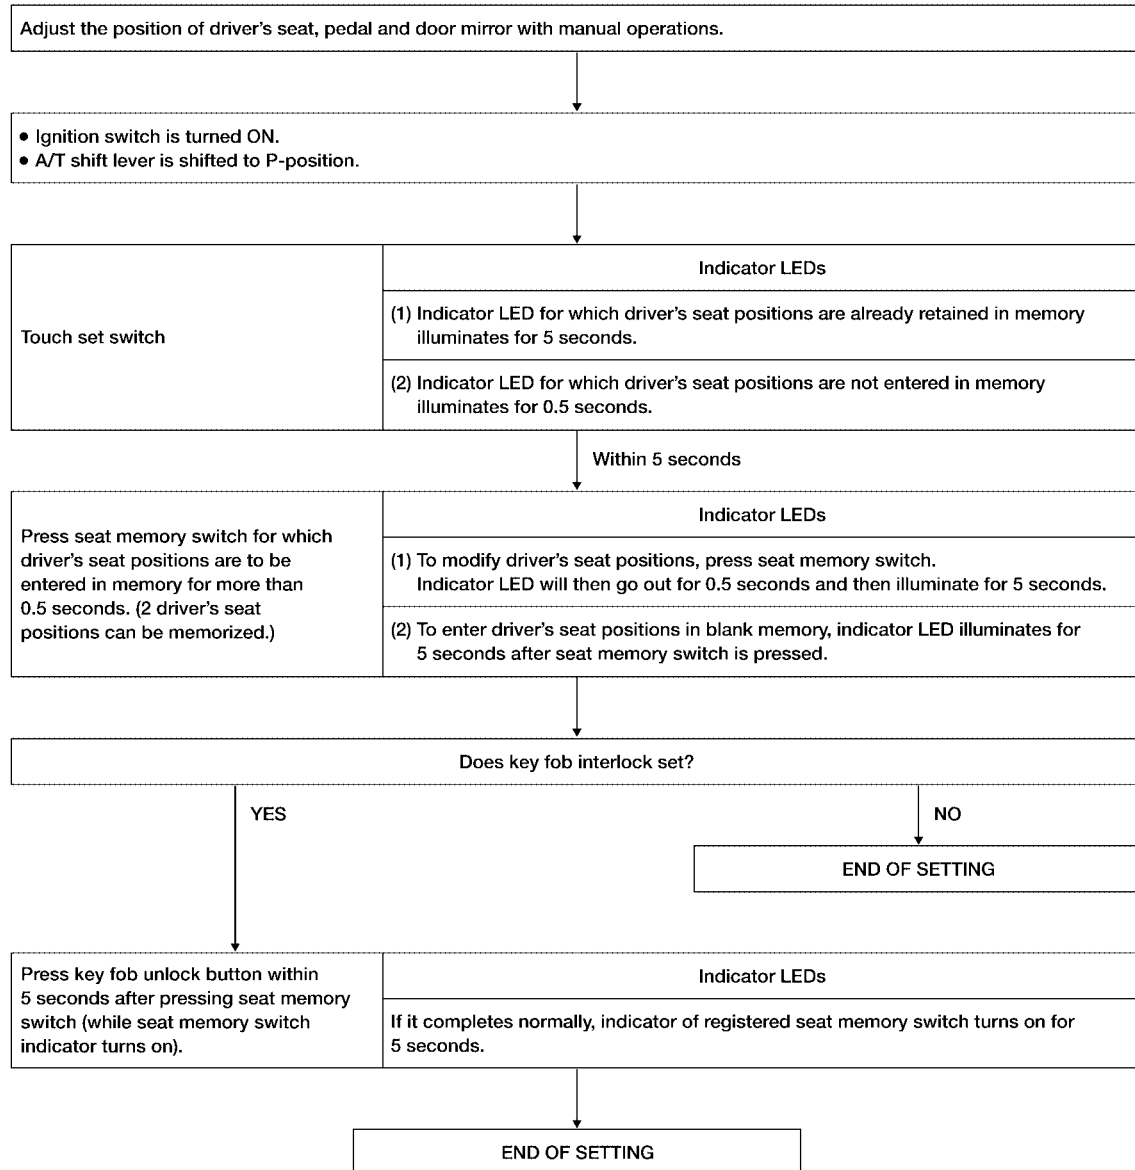 Adjust the position of driver's seat, pedal and door mirror with manual operations.
● Ignition switch is turned ON.
● A/T shift lever is shifted to P-position.
Touch set switch
Indicator LEDs
(1) Indicator LED for which driver's seat positions are already retained in memory
illuminates for 5 seconds.
(2) Indicator LED for which driver's seat positions are not entered in memory
illuminates for 0.5 seconds.
Within 5 seconds
Press seat memory switch for which
driver's seat positions are to be
entered in memory for more than
0.5 seconds. (2 driver's seat
positions can be memorized.)
Indicator LEDs
(1) To modify driver's seat positions, press seat memory switch.
Indicator LED will then go out for 0.5 seconds and then illuminate for 5 seconds.
(2) To enter driver's seat positions in blank memory, indicator LED illuminates for
5 seconds after seat memory switch is pressed.
Does key fob interlock set?
YES
NO
END OF SETTING
Press key fob unlock button within
5 seconds after pressing seat memory
switch (while seat memory switch
indicator turns on).
Indicator LEDs
If it completes normally, indicator of registered seat memory switch turns on for
5 seconds.
END OF SETTING